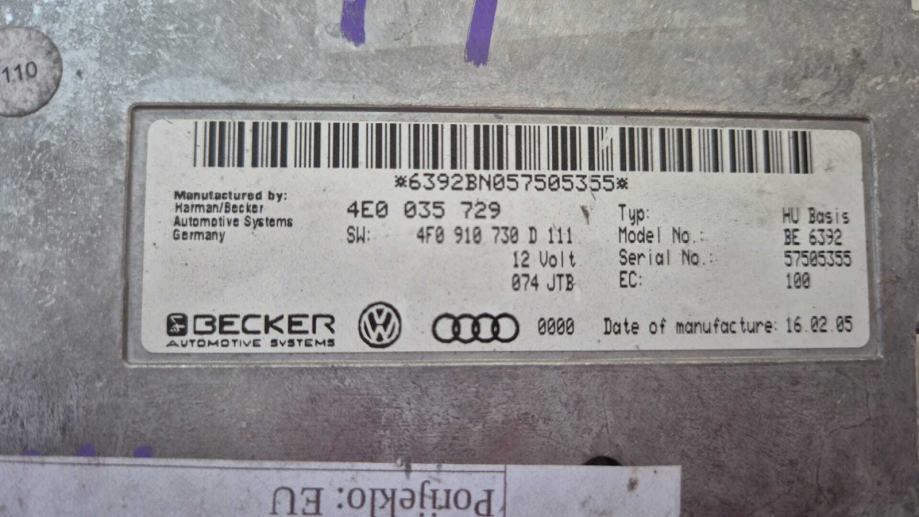 110
*6392BN057505355*
Manufactured by:
Harman/Becker
Automotive Systems
Germany
4E0 035 729
SW: 4F0 910 730 D 111
12 Volt
074 JTB
Typ: HU Basis
Model No.: BE 6392
Serial No.: 57505355
EC: 100
BECKER
AUTOMOTIVE SYSTEMS
0000
Date of manufacture: 16.02.05
Porijeklo: EU